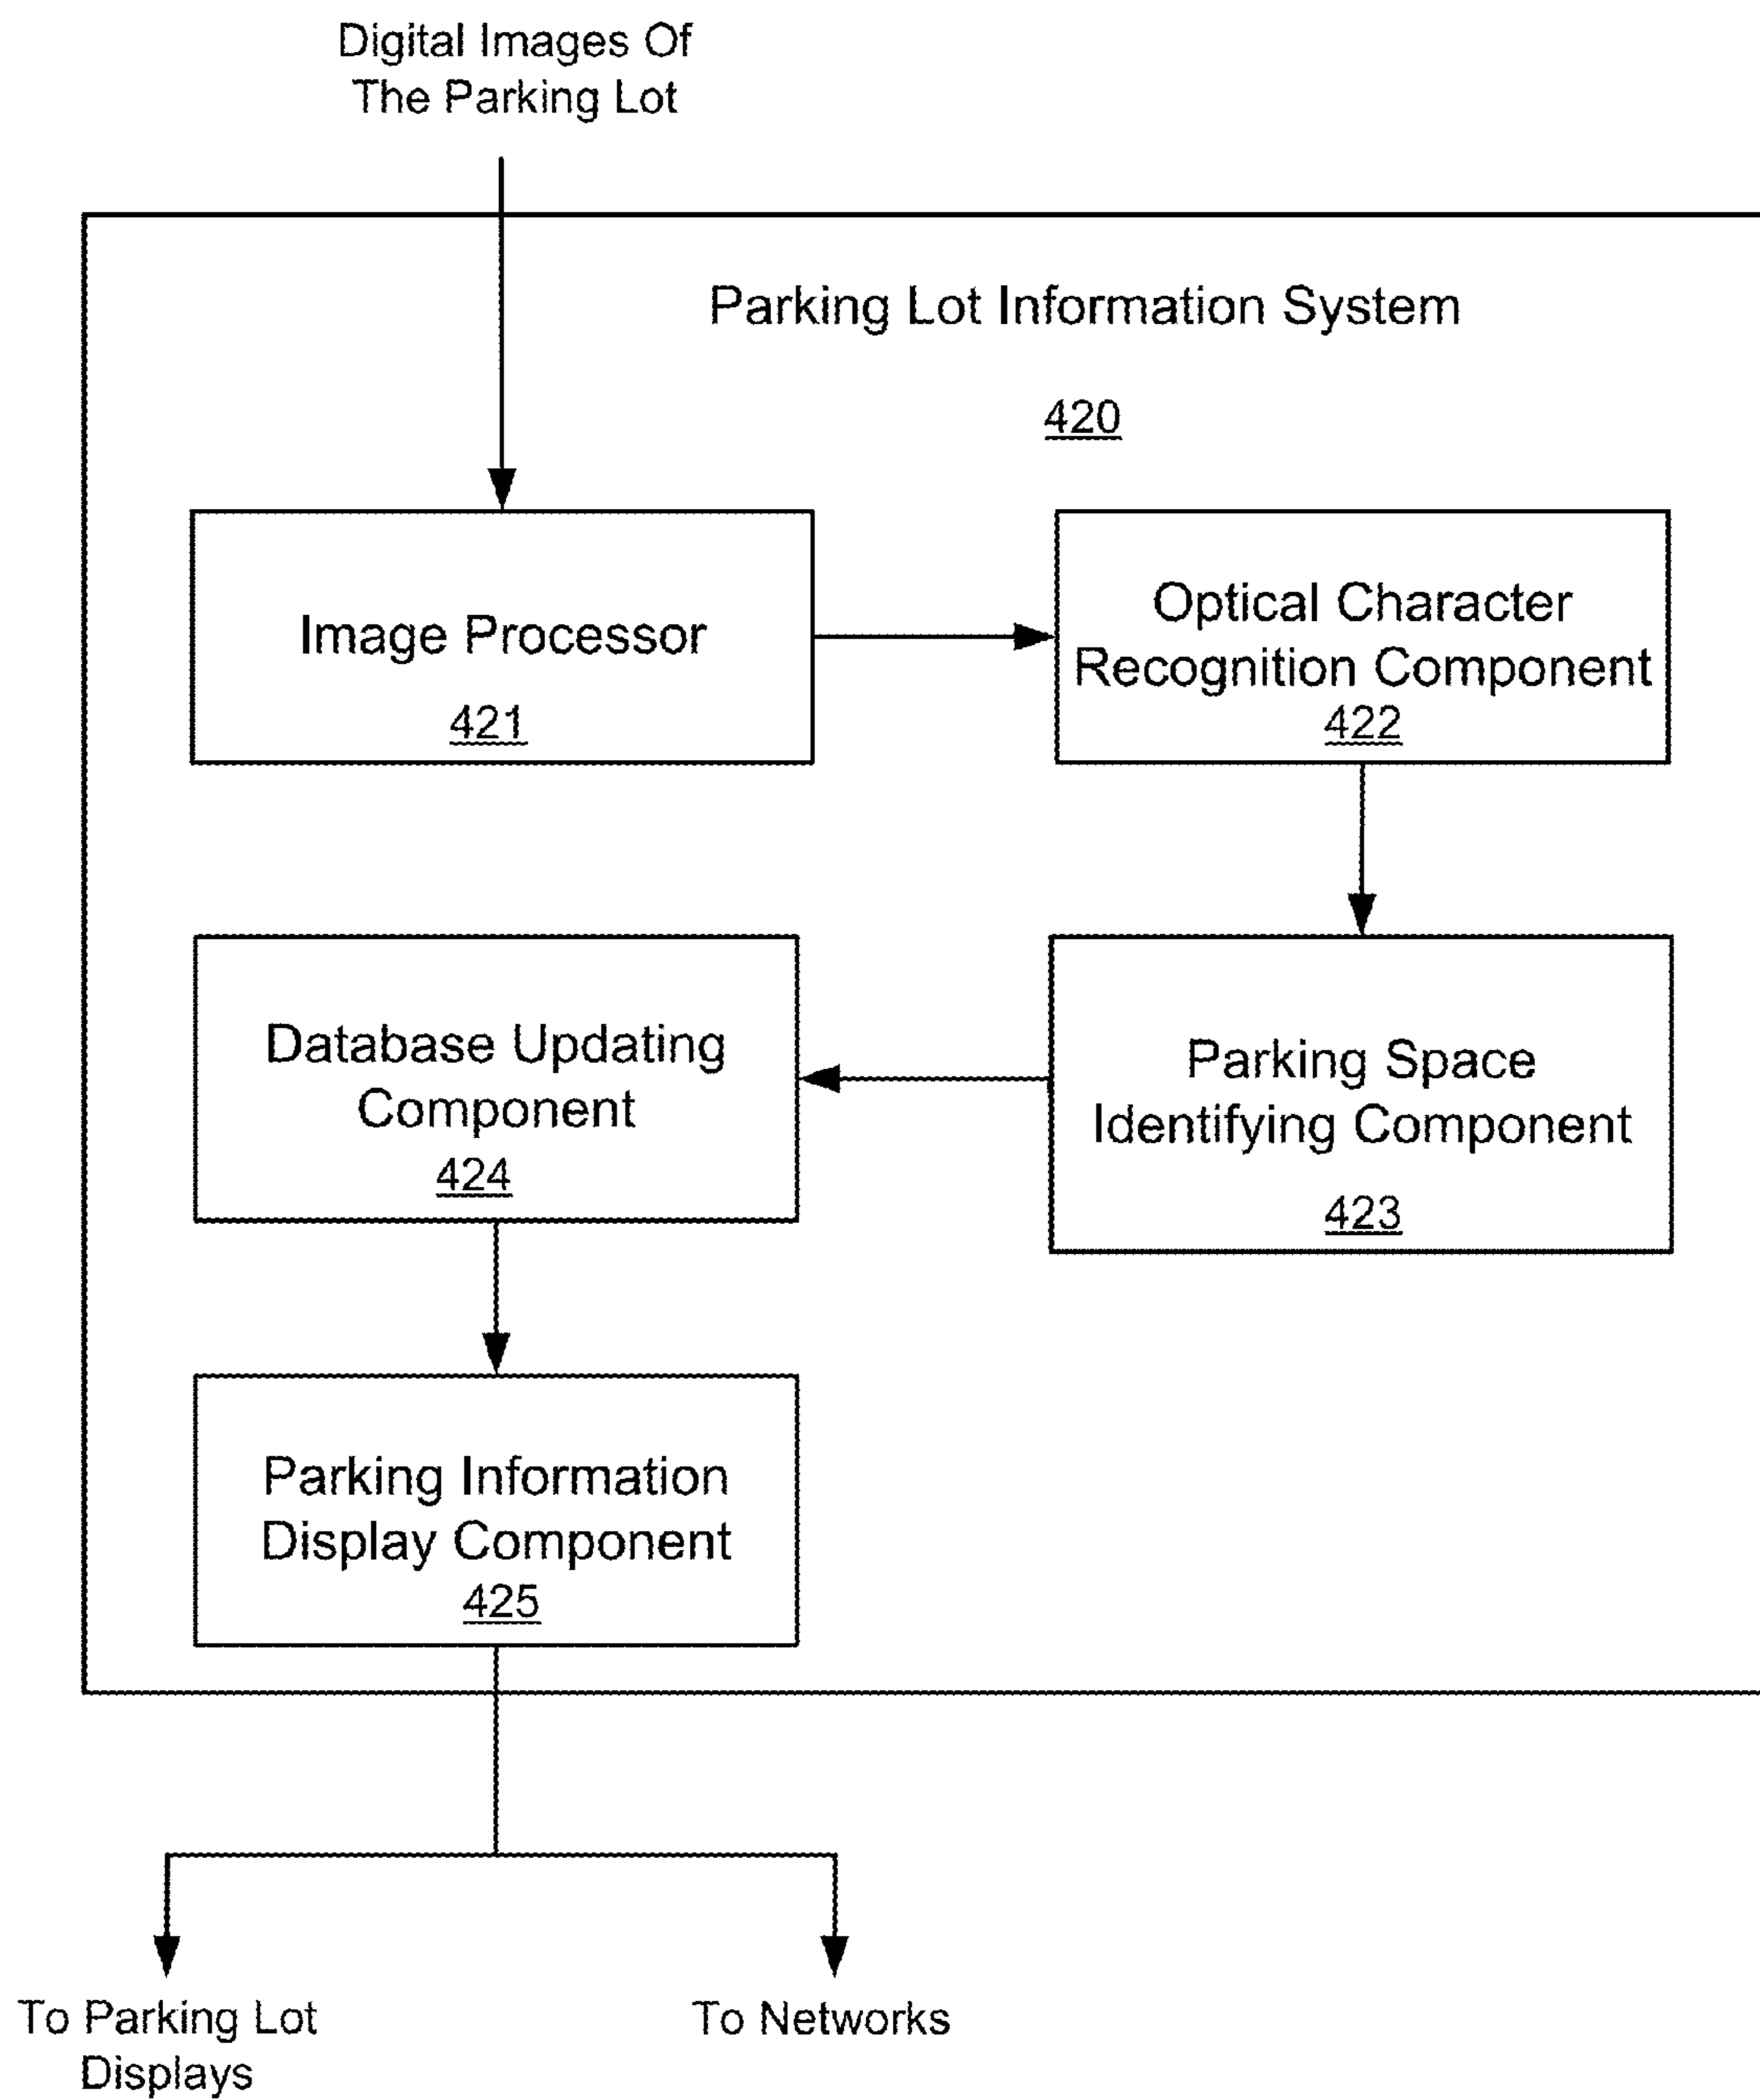 Digital Images Of
The Parking Lot
Parking Lot Information System
420
Image Processor
421
Optical Character
Recognition Component
422
Database Updating
Component
424
Parking Space
Identifying Component
423
Parking Information
Display Component
425
To Parking Lot
Displays
To Networks